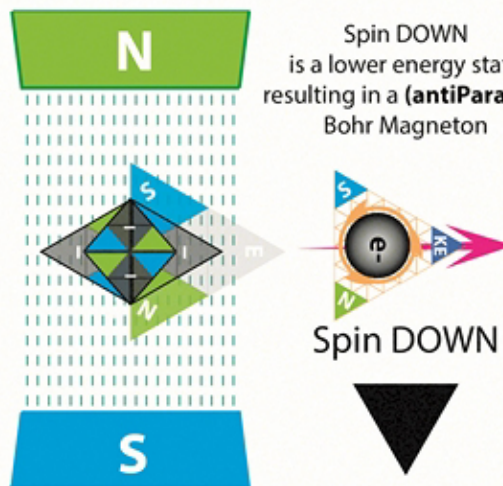 N
Spin DOWN
is a lower energy stat
resulting in a (antiPara
Bohr Magneton
S
I
I
I
I
E
N
S
e-
KE
N
Spin DOWN
S